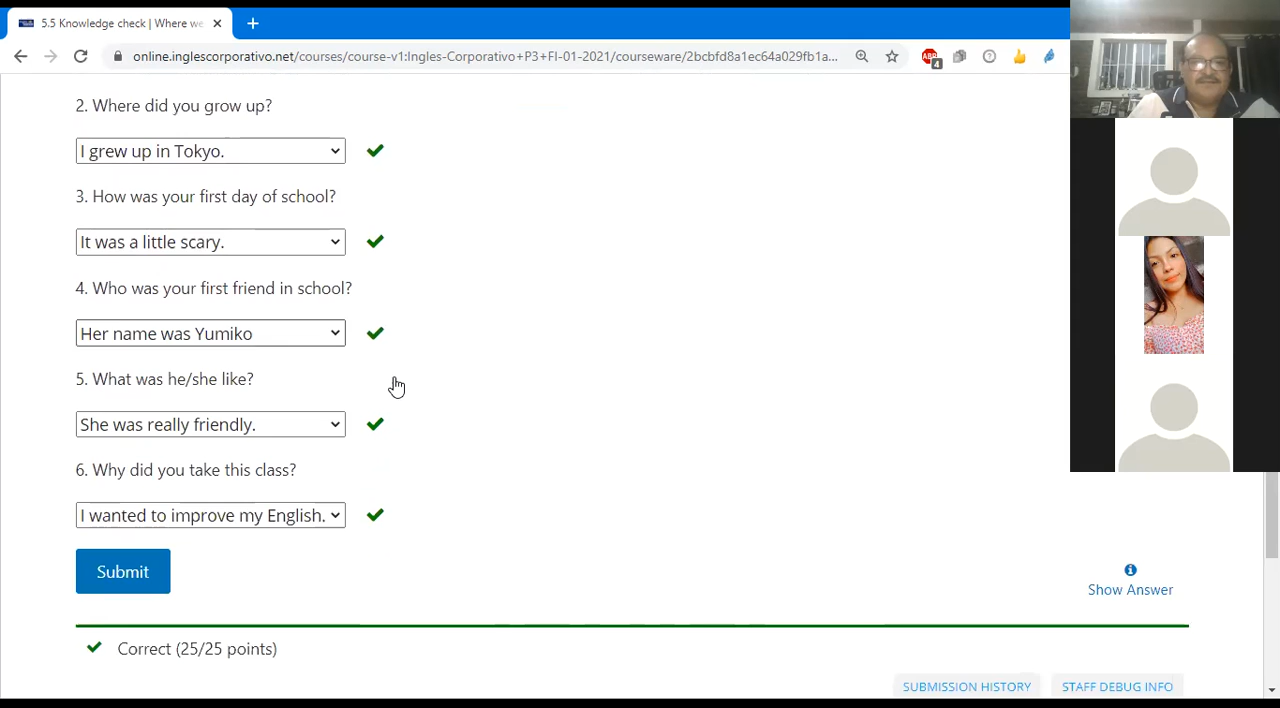 5.5 Knowledge check | Where we
online.inglescorporativo.net/courses/course-v1:Ingles-Corporativo+P3+FI-01-2021/courseware/2bcbfd8a1ec64a029fb1a...
4
2. Where did you grow up?
I grew up in Tokyo.
3. How was your first day of school?
It was a little scary.
4. Who was your first friend in school?
Her name was Yumiko
5. What was he/she like?
She was really friendly.
6. Why did you take this class?
I wanted to improve my English.
Submit
Show Answer
Correct (25/25 points)
SUBMISSION HISTORY
STAFF DEBUG INFO